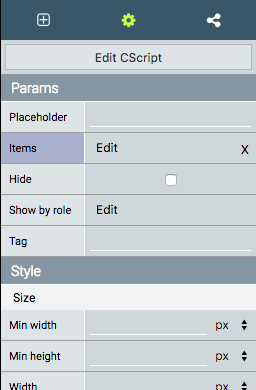 Edit CScript
Params
Placeholder
Items Edit X
Hide
Show by role Edit
Tag
Style
Size
Min width px
Min height px
Width px